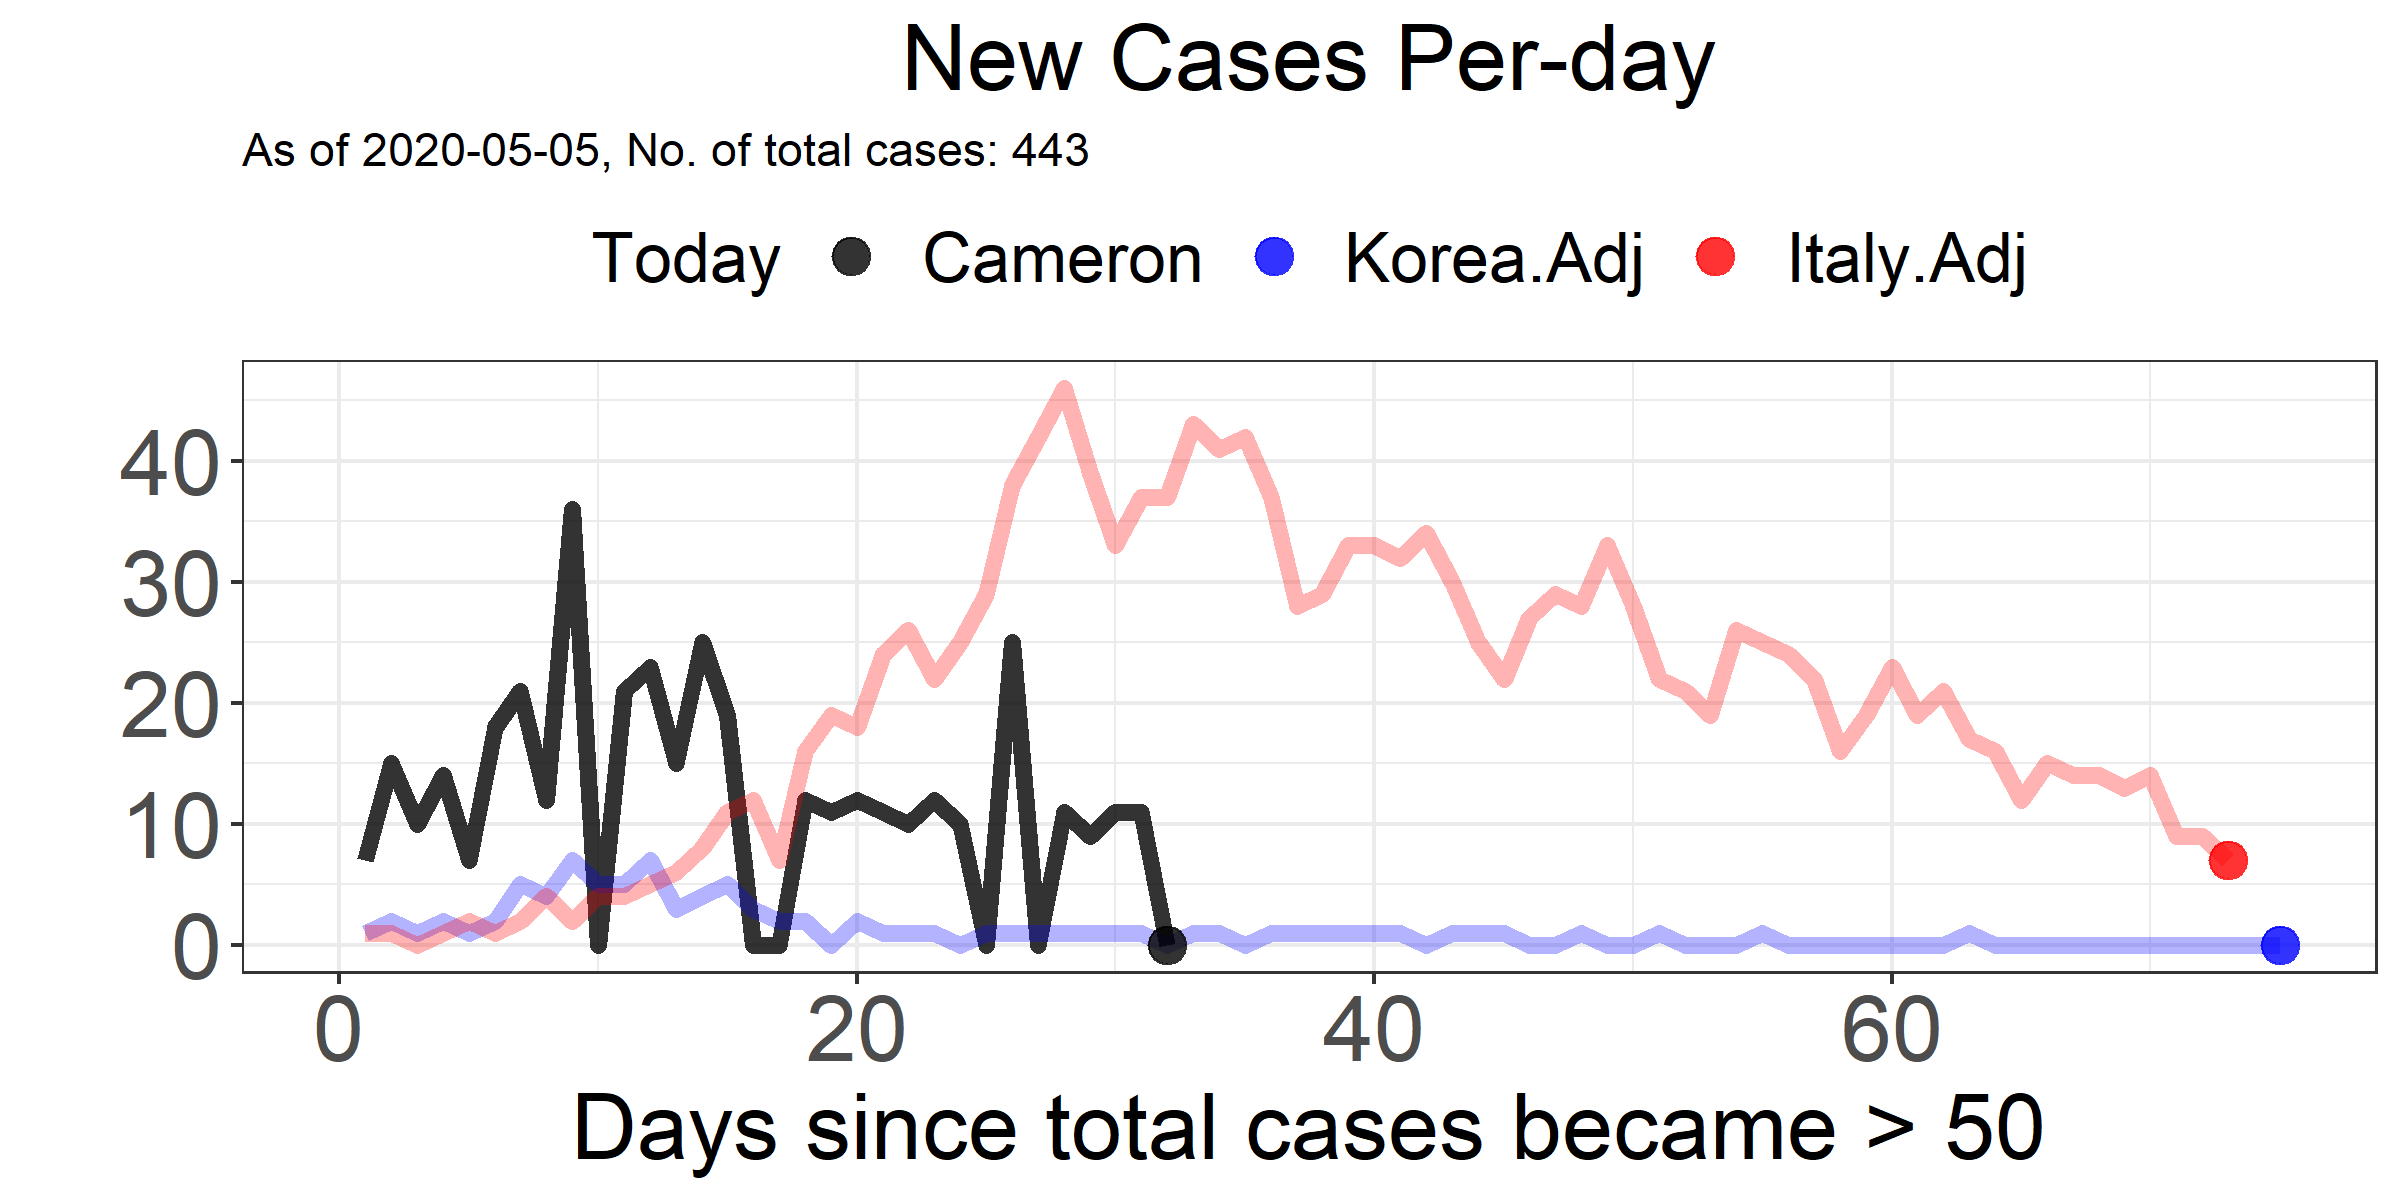 New Cases Per-day
As of 2020-05-05, No. of total cases: 443
Today Cameron Korea.Adj Italy.Adj
40
30
20
10
0
0 20 40 60
Days since total cases became > 50